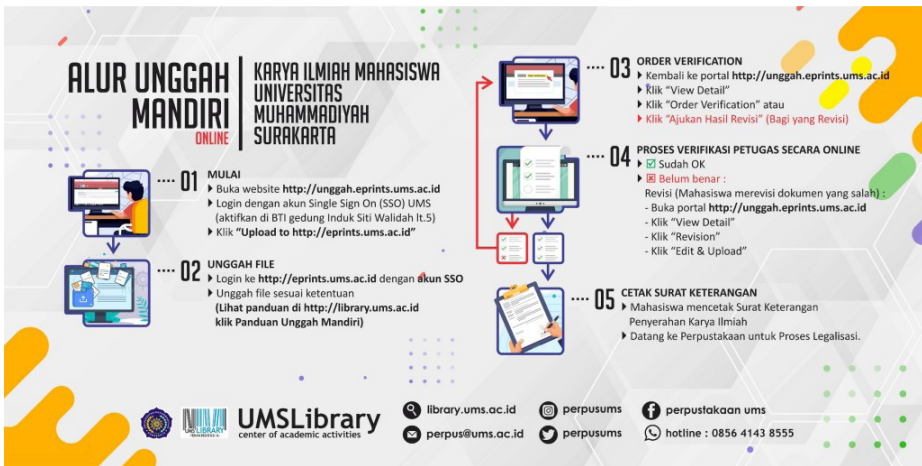 ALUR UNGGAH
MANDIRI
ONLINE
KARYA ILMIAH MAHASISWA
UNIVERSITAS
MUHAMMADIYAH
SURAKARTA
01 MULAI
Buka website http://unggah.eprints.ums.ac.id
Login dengan akun Single Sign On (SSO) UMS
(aktifkan di BTI gedung Induk Siti Walidah lt.5)
Klik "Upload to http://eprints.ums.ac.id"
02 UNGGAH FILE
Login ke http://eprints.ums.ac.id dengan akun SSO
Unggah file sesuai ketentuan
(Lihat panduan di http://library.ums.ac.id
klik Panduan Unggah Mandiri)
03 ORDER VERIFICATION
Kembali ke portal http://unggah.eprints.ums.ac.id
Klik "View Detail"
Klik "Order Verification" atau
Klik "Ajukan Hasil Revisi" (Bagi yang Revisi)
04 PROSES VERIFIKASI PETUGAS SECARA ONLINE
Sudah OK
Belum benar :
Revisi (Mahasiswa merevisi dokumen yang salah) :
- Buka portal http://unggah.eprints.ums.ac.id
- Klik "View Detail"
- Klik "Revision"
- Klik "Edit & Upload"
05 CETAK SURAT KETERANGAN
Mahasiswa mencetak Surat Keterangan
Penyerahan Karya Ilmiah
Datang ke Perpustakaan untuk Proses Legalisasi.
LIBRARY
UMSLibrary
center of academic activities
library.ums.ac.id
perpus@ums.ac.id
perpusums
perpusums
perpustakaan ums
hotline : 0856 4143 8555